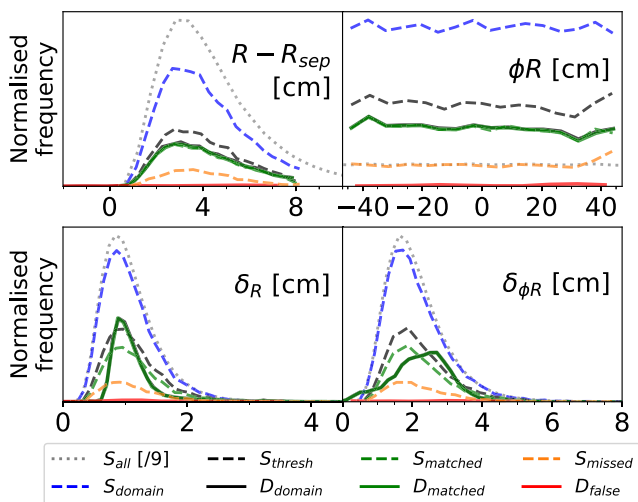 Normalised frequency
R − R_sep [cm]
ϕR [cm]
0 4 8
−40 −20 0 20 40
Normalised frequency
δ_R [cm]
δ_ϕR [cm]
0 2 4
0 2 4 6 8
S_all [/9] S_thresh S_matched S_missed
S_domain D_domain D_matched D_false